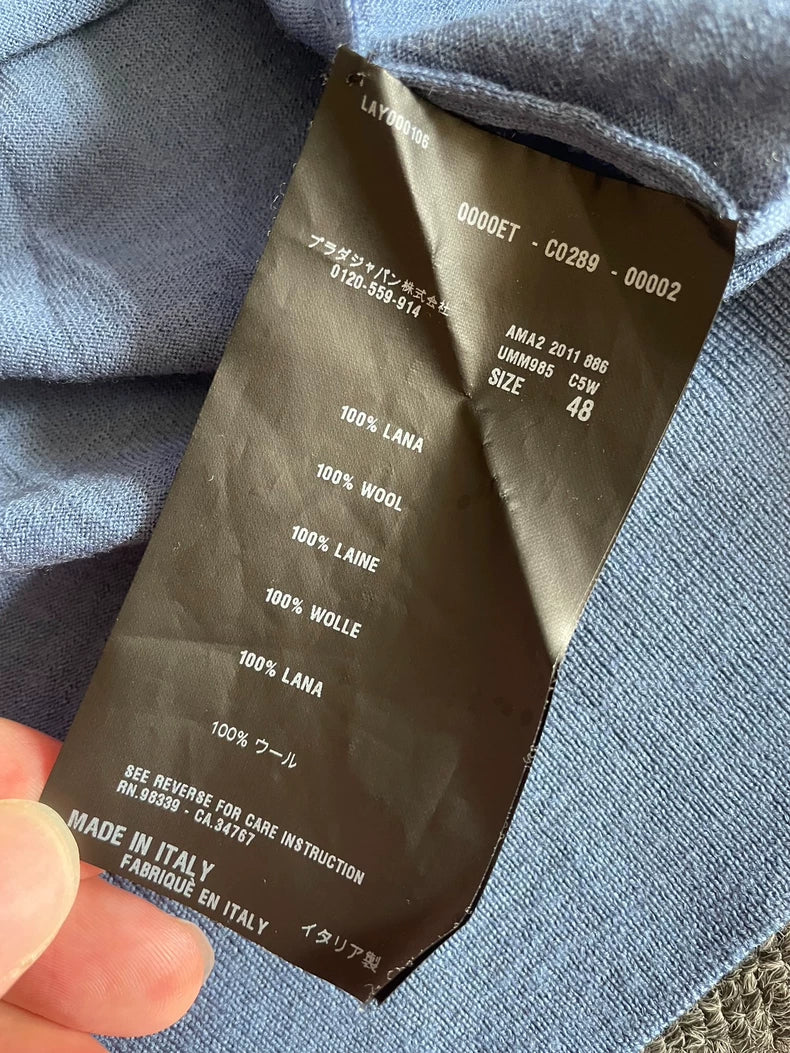 LAY000106
0000ET - C0289 - 00002
プラダジャパン株式会社
0120-559-914
AMA2 2011 886
UMM985 C5W
SIZE 48
100% LANA
100% WOOL
100% LAINE
100% WOLLE
100% LANA
100% ウール
SEE REVERSE FOR CARE INSTRUCTION
RN.98339 - CA.34767
MADE IN ITALY
FABRIQUÉ EN ITALY
イタリア製